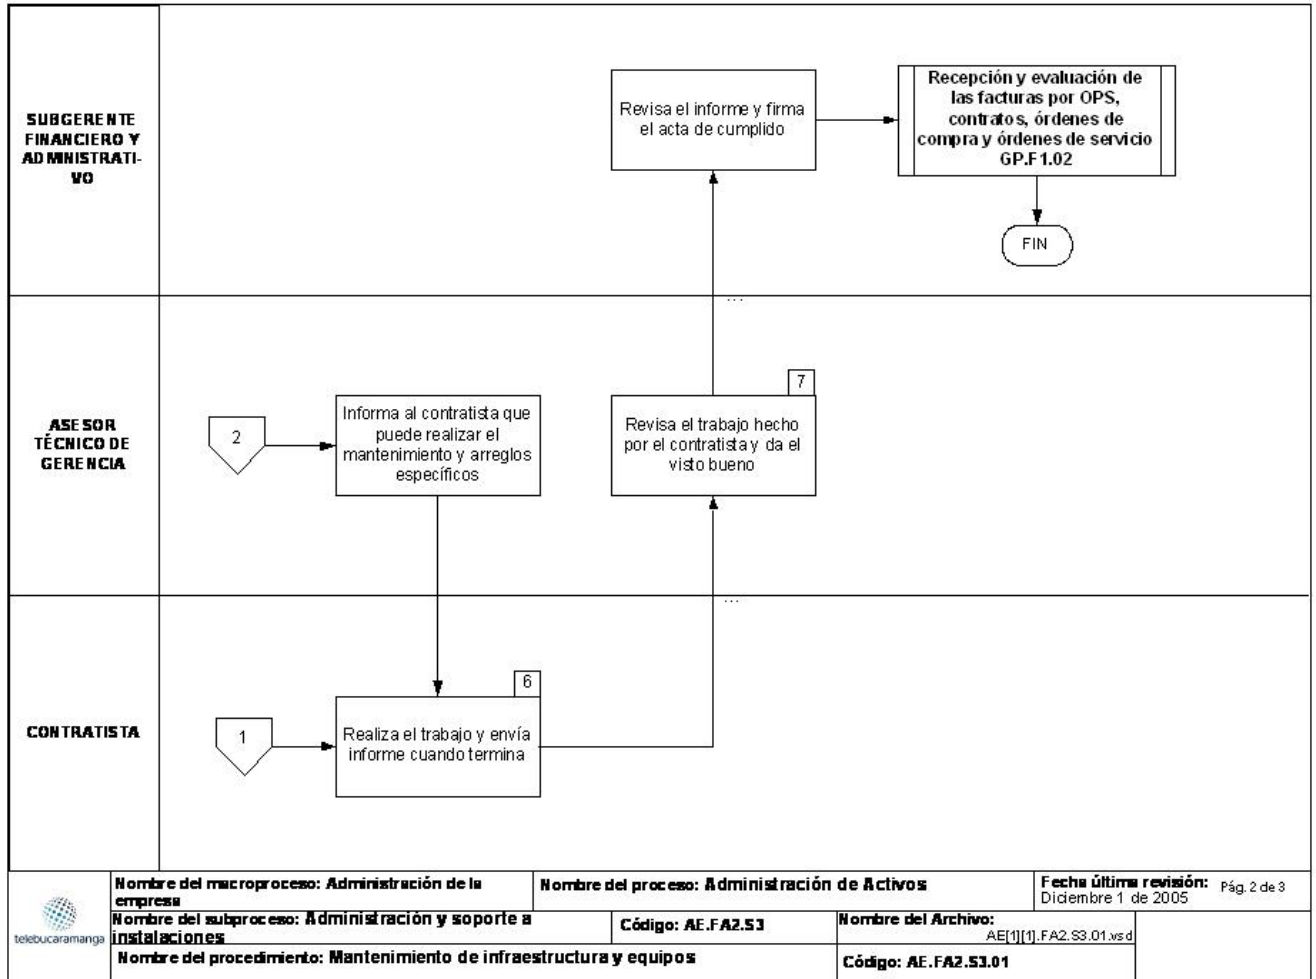 SUBGERENTE
FINANCIERO Y
ADMINISTRATI-
VO
Revisa el informe y firma
el acta de cumplido
Recepción y evaluación de
las facturas por OPS,
contratos, órdenes de
compra y órdenes de servicio
GP.F1.02
FIN
...
ASESOR
TÉCNICO DE
GERENCIA
2
Informa al contratista que
puede realizar el
mantenimiento y arreglos
específicos
7
Revisa el trabajo hecho
por el contratista y da el
visto bueno
...
CONTRATISTA
1
6
Realiza el trabajo y envía
informe cuando termina
telebucaramanga
Nombre del macroproceso: Administración de la
empresa
Nombre del proceso: Administración de Activos
Fecha última revisión: Pág. 2 de 3
Diciembre 1 de 2005
Nombre del subproceso: Administración y soporte a
instalaciones
Código: AE.FA2.S3
Nombre del Archivo:
AE[1][1].FA2.S3.01.vsd
Nombre del procedimiento: Mantenimiento de infraestructura y equipos
Código: AE.FA2.S3.01